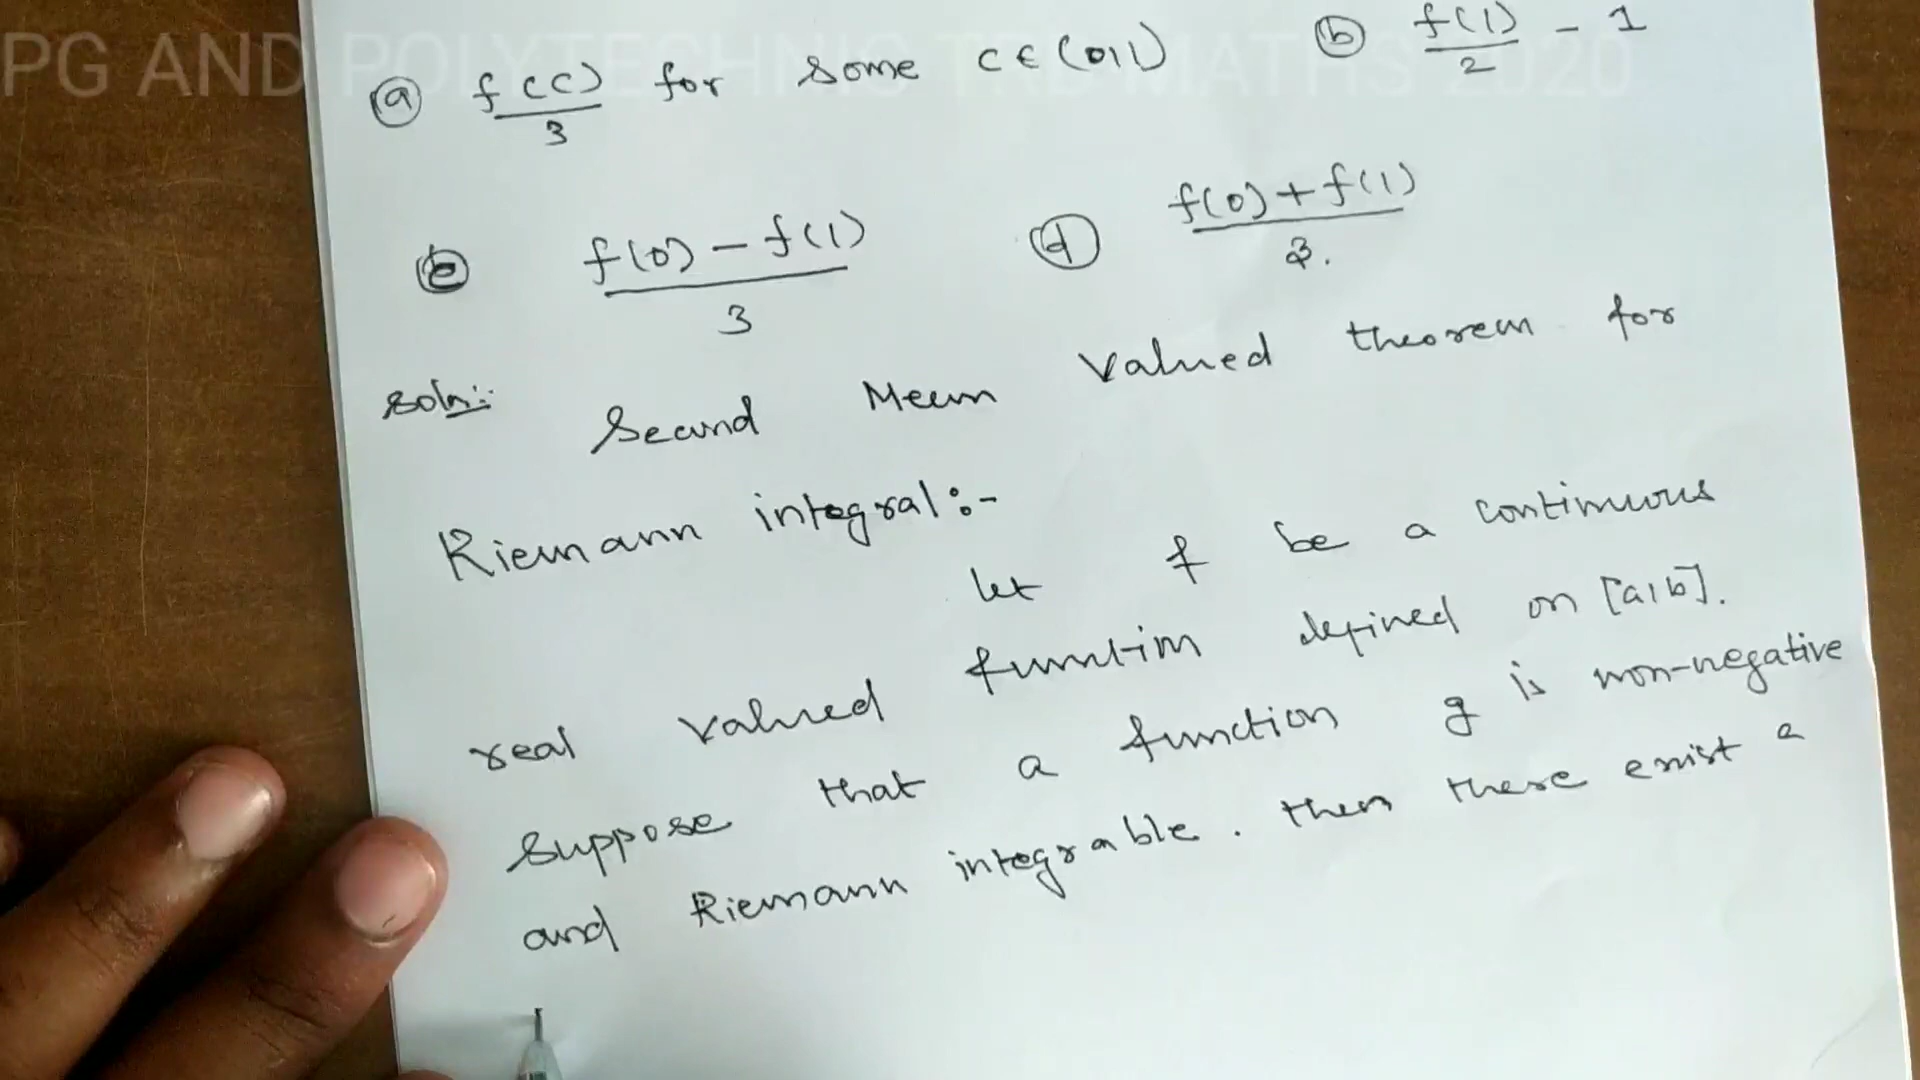 PG AND POLYTECHNIC TRB MATHS 2020
(a) f(c)/3 for some c ∈ (0,1) (b) f(1)/2 - 1
(c) f(0) - f(1)/3 (d) f(0) + f(1)/2.
Soln:- Second Mean Valued theorem for
Riemann integral:-
let f be a continuous
real valued function defined on [a,b].
Suppose that a function g is non-negative
and Riemann integrable. then there exist a